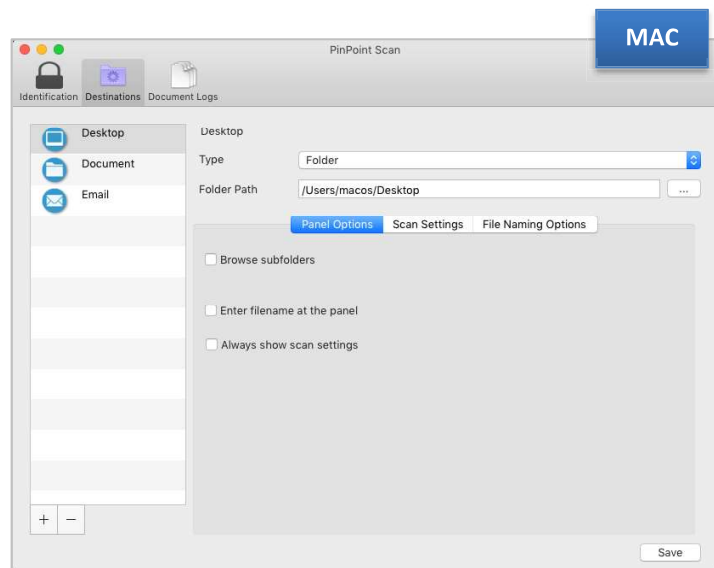 MAC
PinPoint Scan
Identification Destinations Document Logs
Desktop
Document
Email
Desktop
Type Folder
Folder Path /Users/macos/Desktop ...
Panel Options Scan Settings File Naming Options
Browse subfolders
Enter filename at the panel
Always show scan settings
+ −
Save